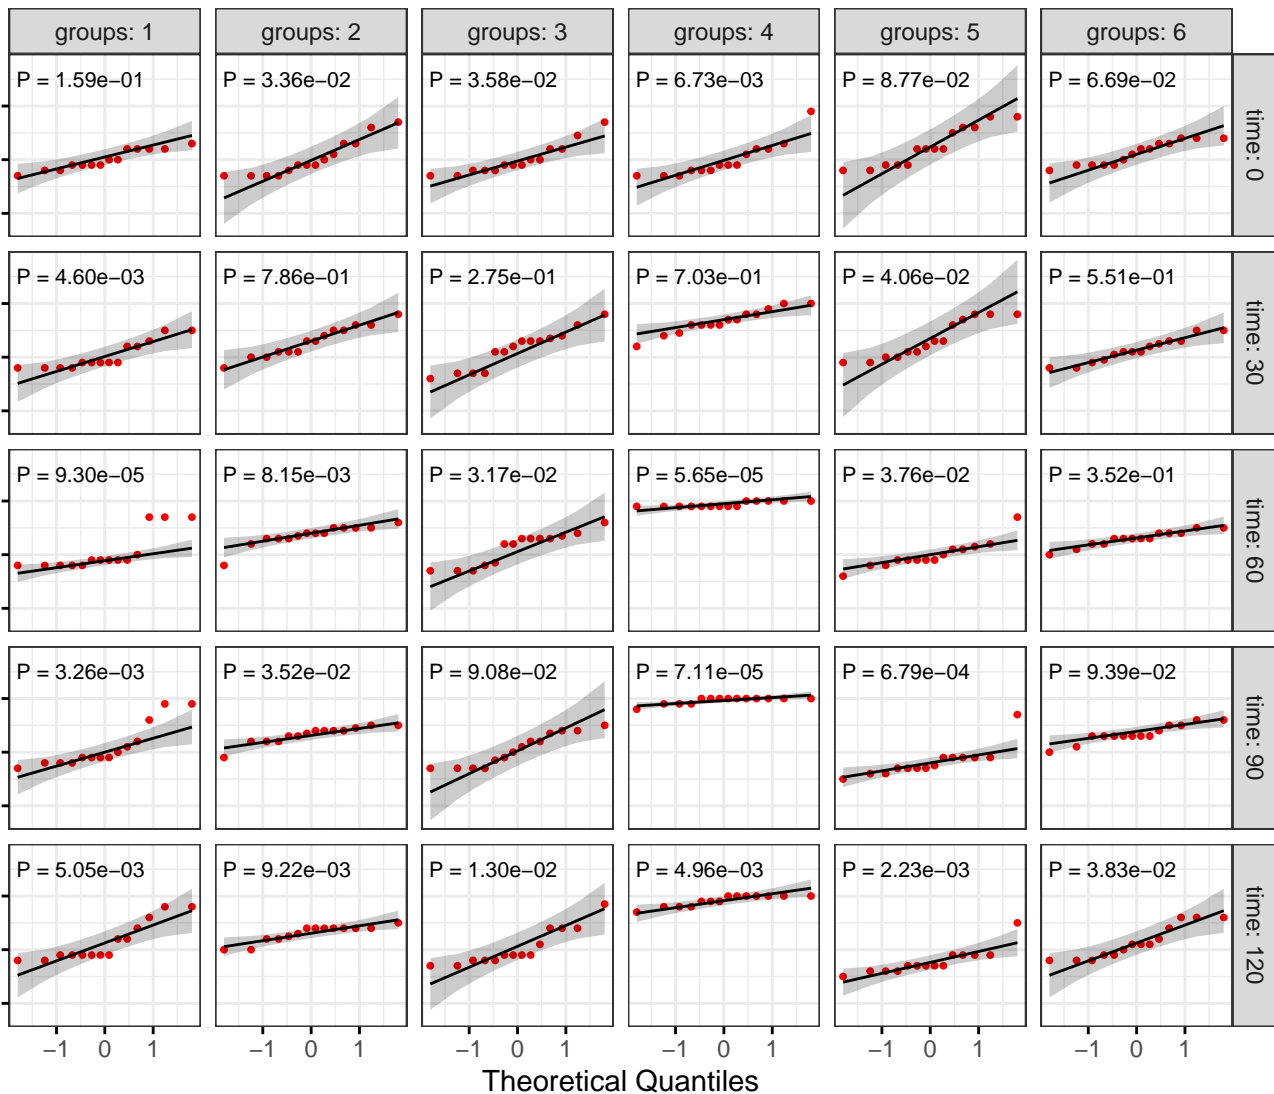 groups: 1 groups: 2 groups: 3 groups: 4 groups: 5 groups: 6
P = 1.59e−01 P = 3.36e−02 P = 3.58e−02 P = 6.73e−03 P = 8.77e−02 P = 6.69e−02
time: 0
P = 4.60e−03 P = 7.86e−01 P = 2.75e−01 P = 7.03e−01 P = 4.06e−02 P = 5.51e−01
time: 30
P = 9.30e−05 P = 8.15e−03 P = 3.17e−02 P = 5.65e−05 P = 3.76e−02 P = 3.52e−01
time: 60
P = 3.26e−03 P = 3.52e−02 P = 9.08e−02 P = 7.11e−05 P = 6.79e−04 P = 9.39e−02
time: 90
P = 5.05e−03 P = 9.22e−03 P = 1.30e−02 P = 4.96e−03 P = 2.23e−03 P = 3.83e−02
time: 120
−1 0 1 −1 0 1 −1 0 1 −1 0 1 −1 0 1 −1 0 1
Theoretical Quantiles